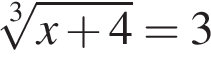 ∛(x + 4) = 3